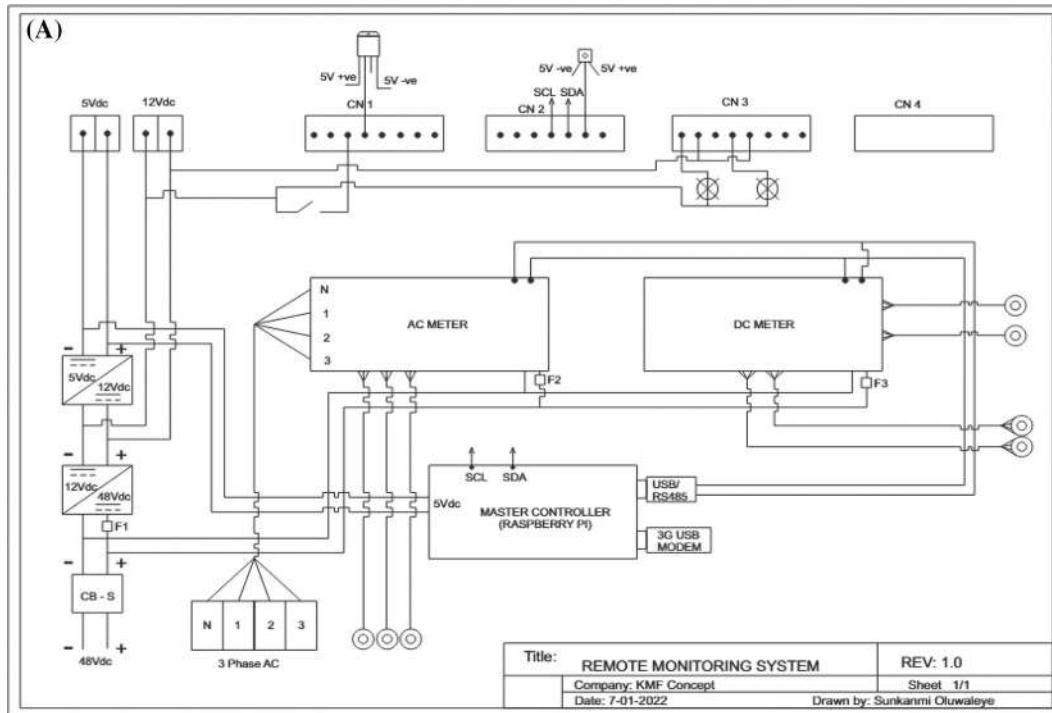 (A)
5V +ve
5V -ve
5V -ve
5V +ve
5Vdc
12Vdc
CN 1
SCL SDA
CN 2
CN 3
CN 4
N
1
2
3
AC METER
DC METER
- +
5Vdc
12Vdc
F2
F3
- +
12Vdc
48Vdc
F1
SCL
SDA
5Vdc
MASTER CONTROLLER
(RASPBERRY PI)
USB/
RS485
3G USB
MODEM
- +
CB - S
- +
48Vdc
N 1 2 3
3 Phase AC
Title:
REMOTE MONITORING SYSTEM
REV: 1.0
Company: KMF Concept
Sheet 1/1
Date: 7-01-2022
Drawn by: Sunkanmi Oluwaleye